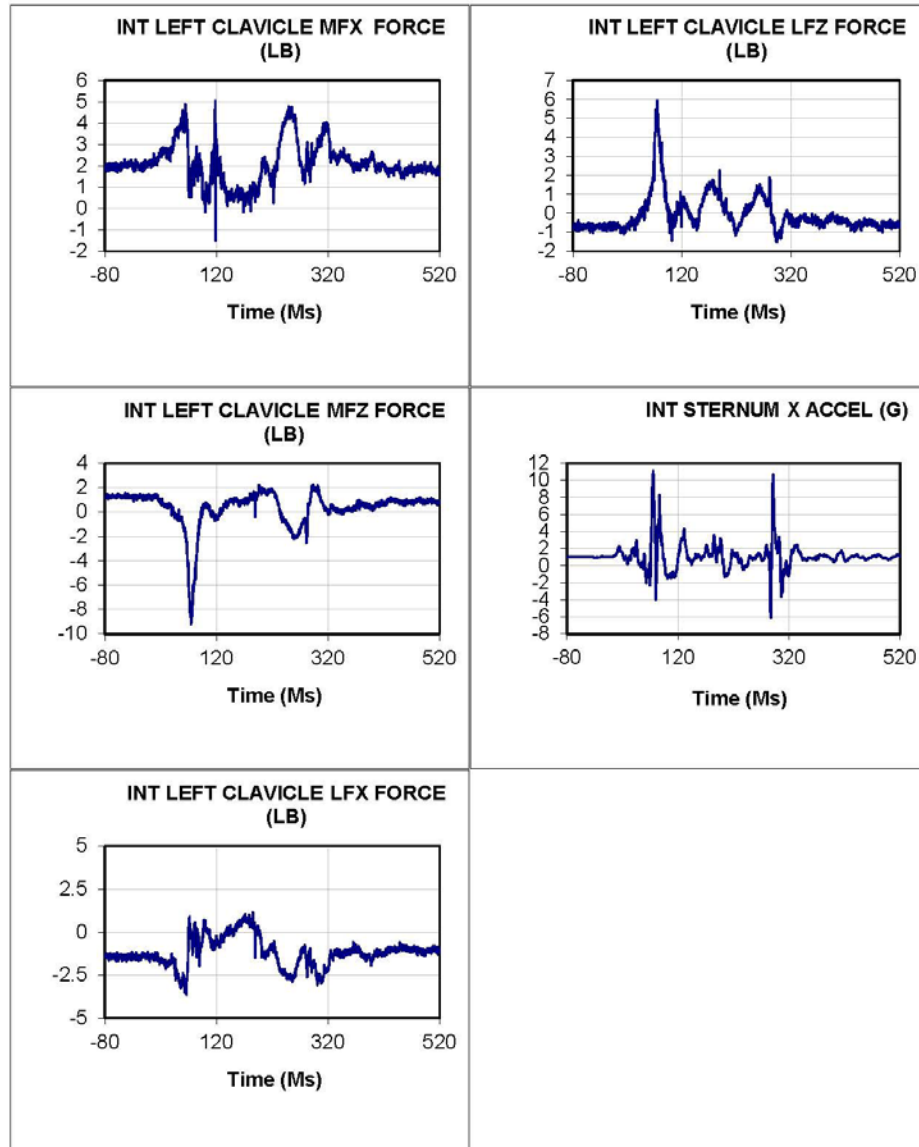 INT LEFT CLAVICLE MFX FORCE
(LB)
6
5
4
3
2
1
0
-1
-2
-80 120 320 520
Time (Ms)
INT LEFT CLAVICLE LFZ FORCE
(LB)
7
6
5
4
3
2
1
0
-1
-2
-80 120 320 520
Time (Ms)
INT LEFT CLAVICLE MFZ FORCE
(LB)
4
2
0
-2
-4
-6
-8
-10
-80 120 320 520
Time (Ms)
INT STERNUM X ACCEL (G)
12
10
8
6
4
2
0
-2
-4
-6
-8
-80 120 320 520
Time (Ms)
INT LEFT CLAVICLE LFX FORCE
(LB)
5
2.5
0
-2.5
-5
-80 120 320 520
Time (Ms)